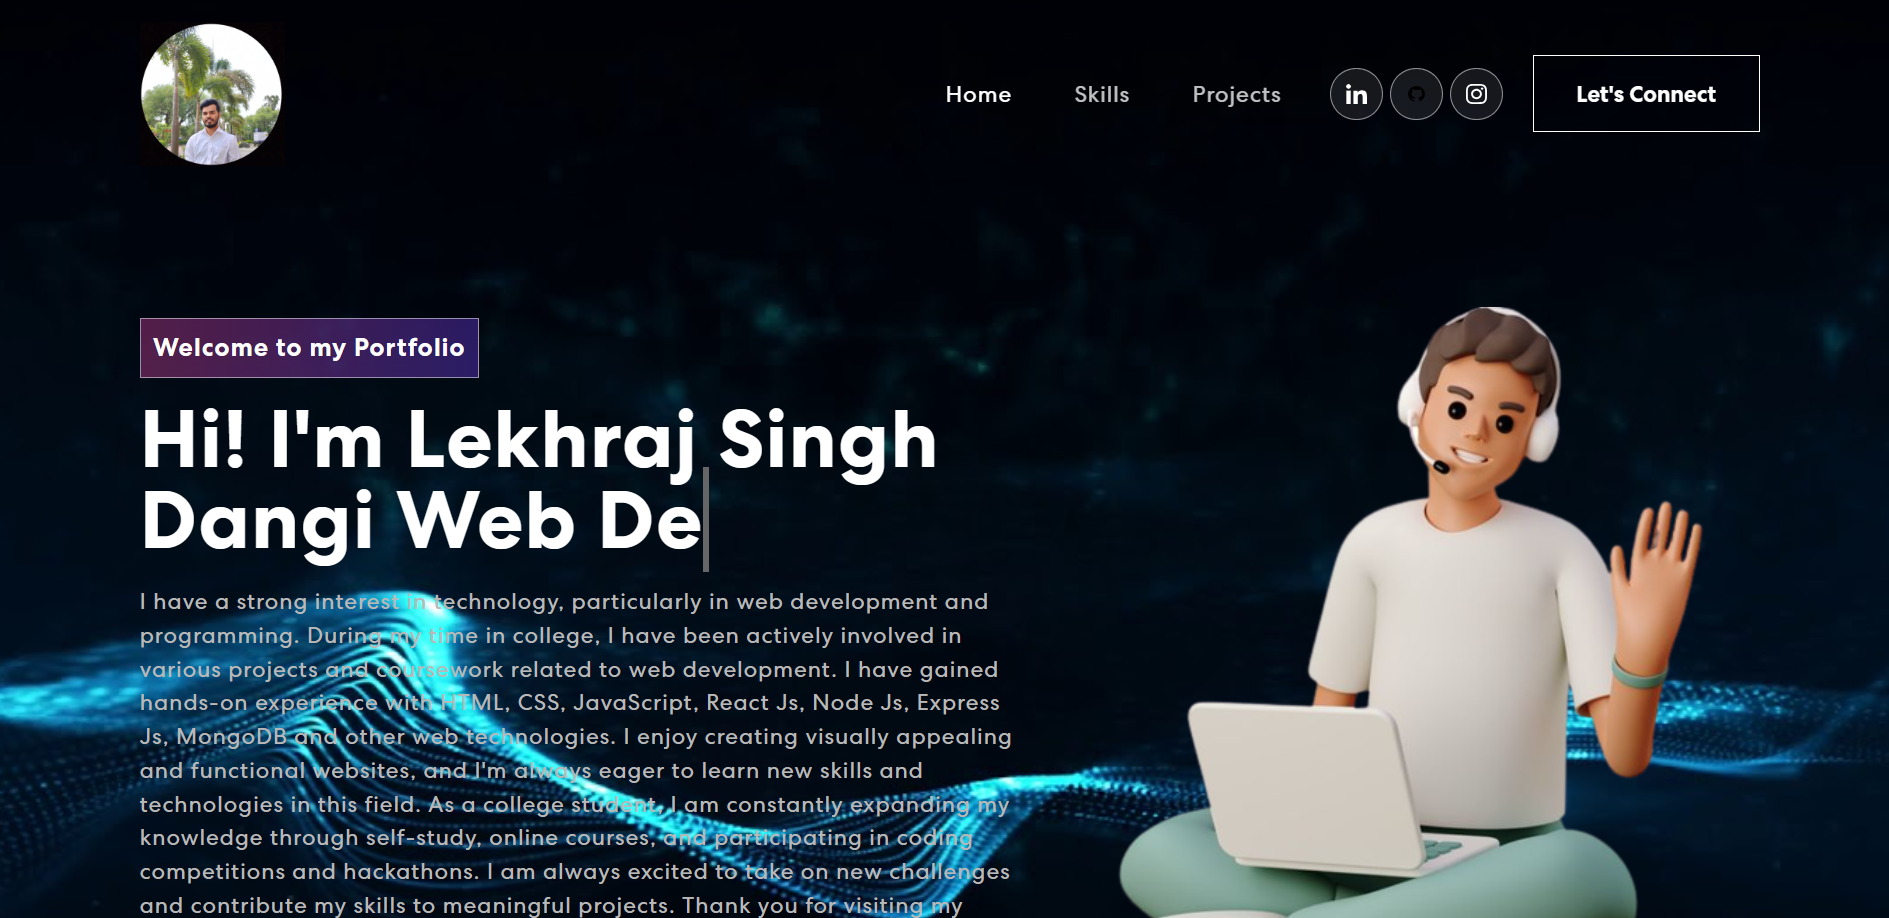 Home Skills Projects in Let's Connect
Welcome to my Portfolio
Hi! I'm Lekhraj Singh
Dangi Web De
I have a strong interest in technology, particularly in web development and
programming. During my time in college, I have been actively involved in
various projects and coursework related to web development. I have gained
hands-on experience with HTML, CSS, JavaScript, React Js, Node Js, Express
Js, MongoDB and other web technologies. I enjoy creating visually appealing
and functional websites, and I'm always eager to learn new skills and
technologies in this field. As a college student, I am constantly expanding my
knowledge through self-study, online courses, and participating in coding
competitions and hackathons. I am always excited to take on new challenges
and contribute my skills to meaningful projects. Thank you for visiting my